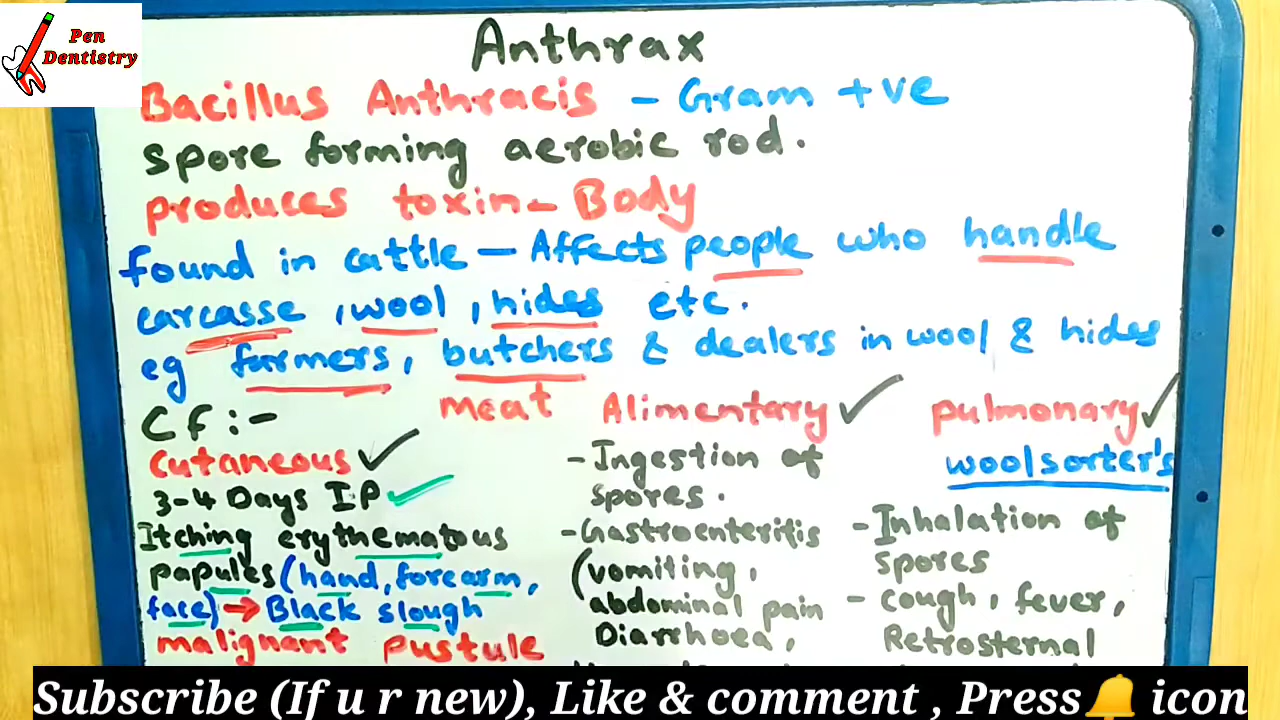 Pen
Dentistry
Anthrax
Bacillus Anthracis - Gram +ve
spore forming aerobic rod.
produces toxin - Body
found in cattle - Affects people who handle
carcasse, wool, hides etc.
eg farmers, butchers & dealers in wool & hides
meat
Cf:-
Cutaneous ✓
3-4 Days IP ✓
Itching erythematous
papules (hand, forearm,
face) → Black slough
malignant pustule
Alimentary ✓
- Ingestion of
spores.
- Gastroenteritis
(vomiting,
abdominal pain
Diarrhoea,
pulmonary ✓
woolsorter's
- Inhalation of
spores
- cough, fever,
Retrosternal
Subscribe (If u r new), Like & comment , Press🔔 icon